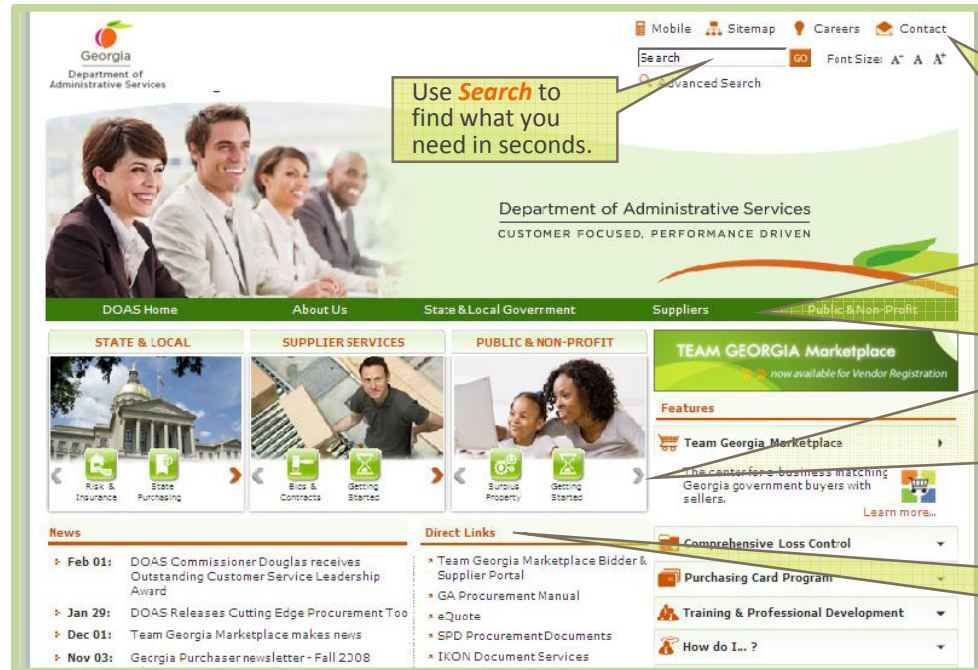 Georgia
Department of
Administrative Services
Mobile Sitemap Careers Contact
Search GO Font Size: A- A A+
Advanced Search
Use Search to
find what you
need in seconds.
Department of Administrative Services
CUSTOMER FOCUSED, PERFORMANCE DRIVEN
DOAS Home About Us State & Local Government Suppliers Public & Non-Profit
STATE & LOCAL
Risk & Insurance
State Purchasing
SUPPLIER SERVICES
Bids & Contracts
Getting Started
PUBLIC & NON-PROFIT
Surplus Property
Getting Started
TEAM GEORGIA Marketplace
now available for Vendor Registration
Features
Team Georgia Marketplace
The center for e-business matching
Georgia government buyers with
sellers.
Learn more...
Comprehensive Loss Control
Purchasing Card Program
Training & Professional Development
How do I... ?
News
Feb 01: DOAS Commissioner Douglas receives
Outstanding Customer Service Leadership
Award
Jan 29: DOAS Releases Cutting Edge Procurement Too
Dec 01: Team Georgia Marketplace makes news
Nov 03: Georgia Purchaser newsletter - Fall 2008
Direct Links
Team Georgia Marketplace Bidder &
Supplier Portal
GA Procurement Manual
eQuote
SPD Procurement Documents
IKON Document Services